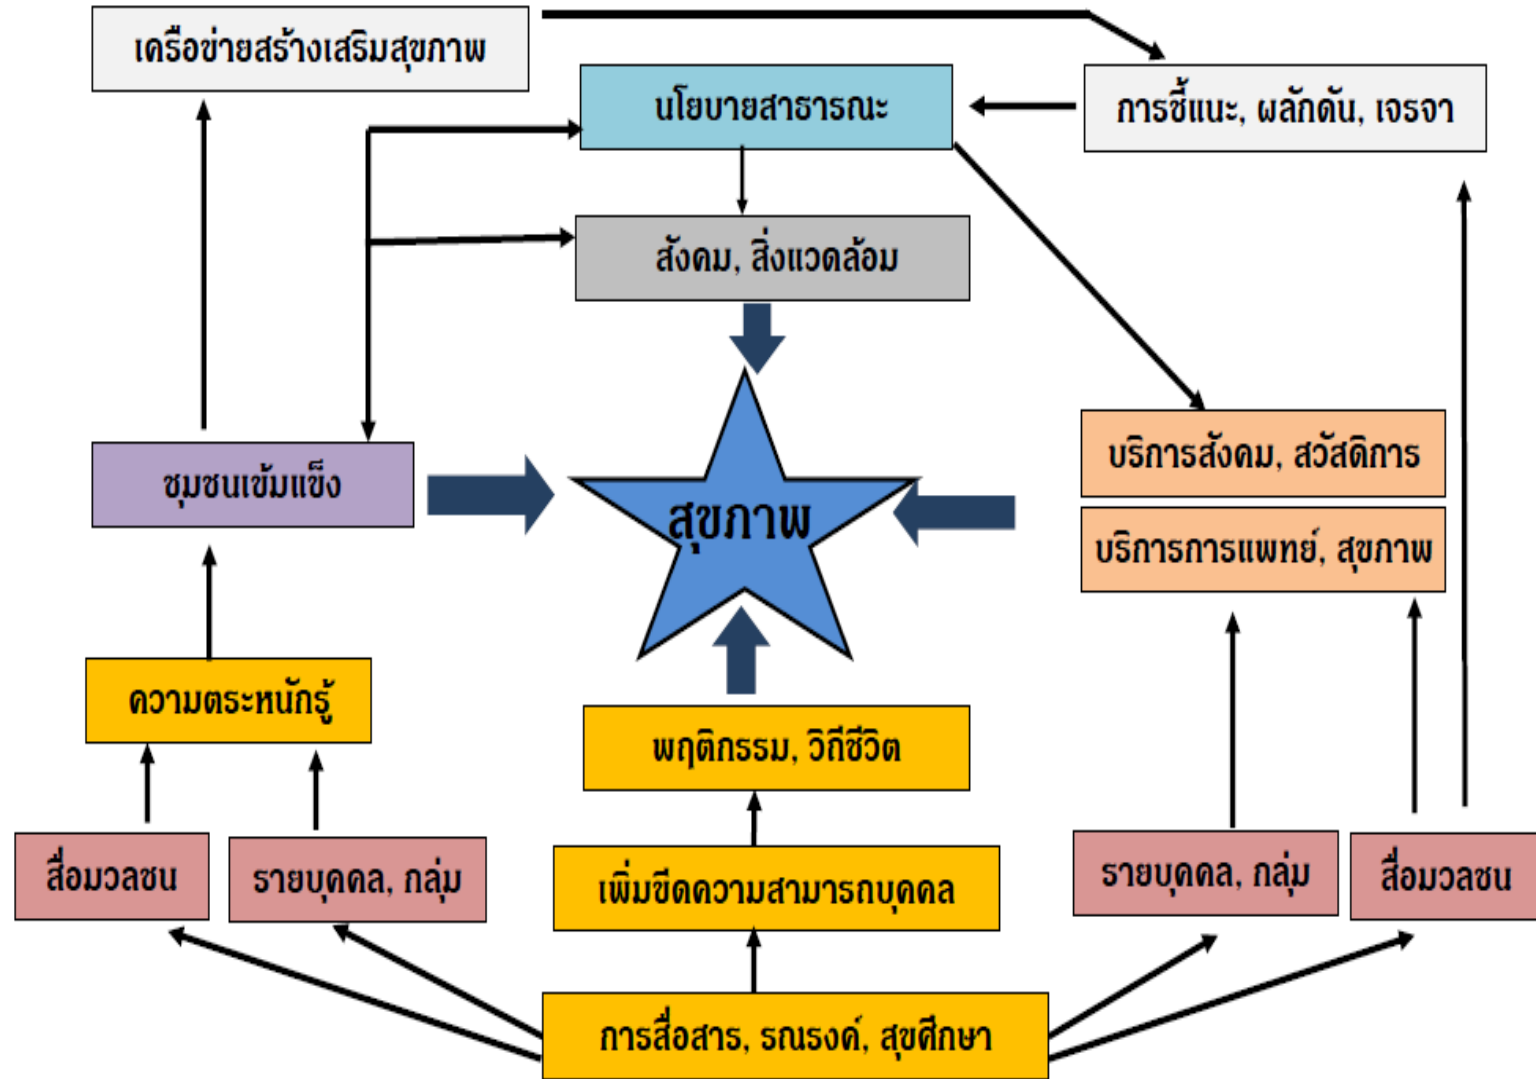 เครือข่ายสร้างเสริมสุขภาพ
นโยบายสาธารณะ
การชี้แนะ, ผลักดัน, เจรจา
สังคม, สิ่งแวดล้อม
ชุมชนเข้มแข็ง
สุขภาพ
บริการสังคม, สวัสดิการ
บริการการแพทย์, สุขภาพ
ความตระหนักรู้
พฤติกรรม, วิถีชีวิต
สื่อมวลชน
รายบุคคล, กลุ่ม
เพิ่มขีดความสามารถบุคคล
รายบุคคล, กลุ่ม
สื่อมวลชน
การสื่อสาร, รณรงค์, สุขศึกษา